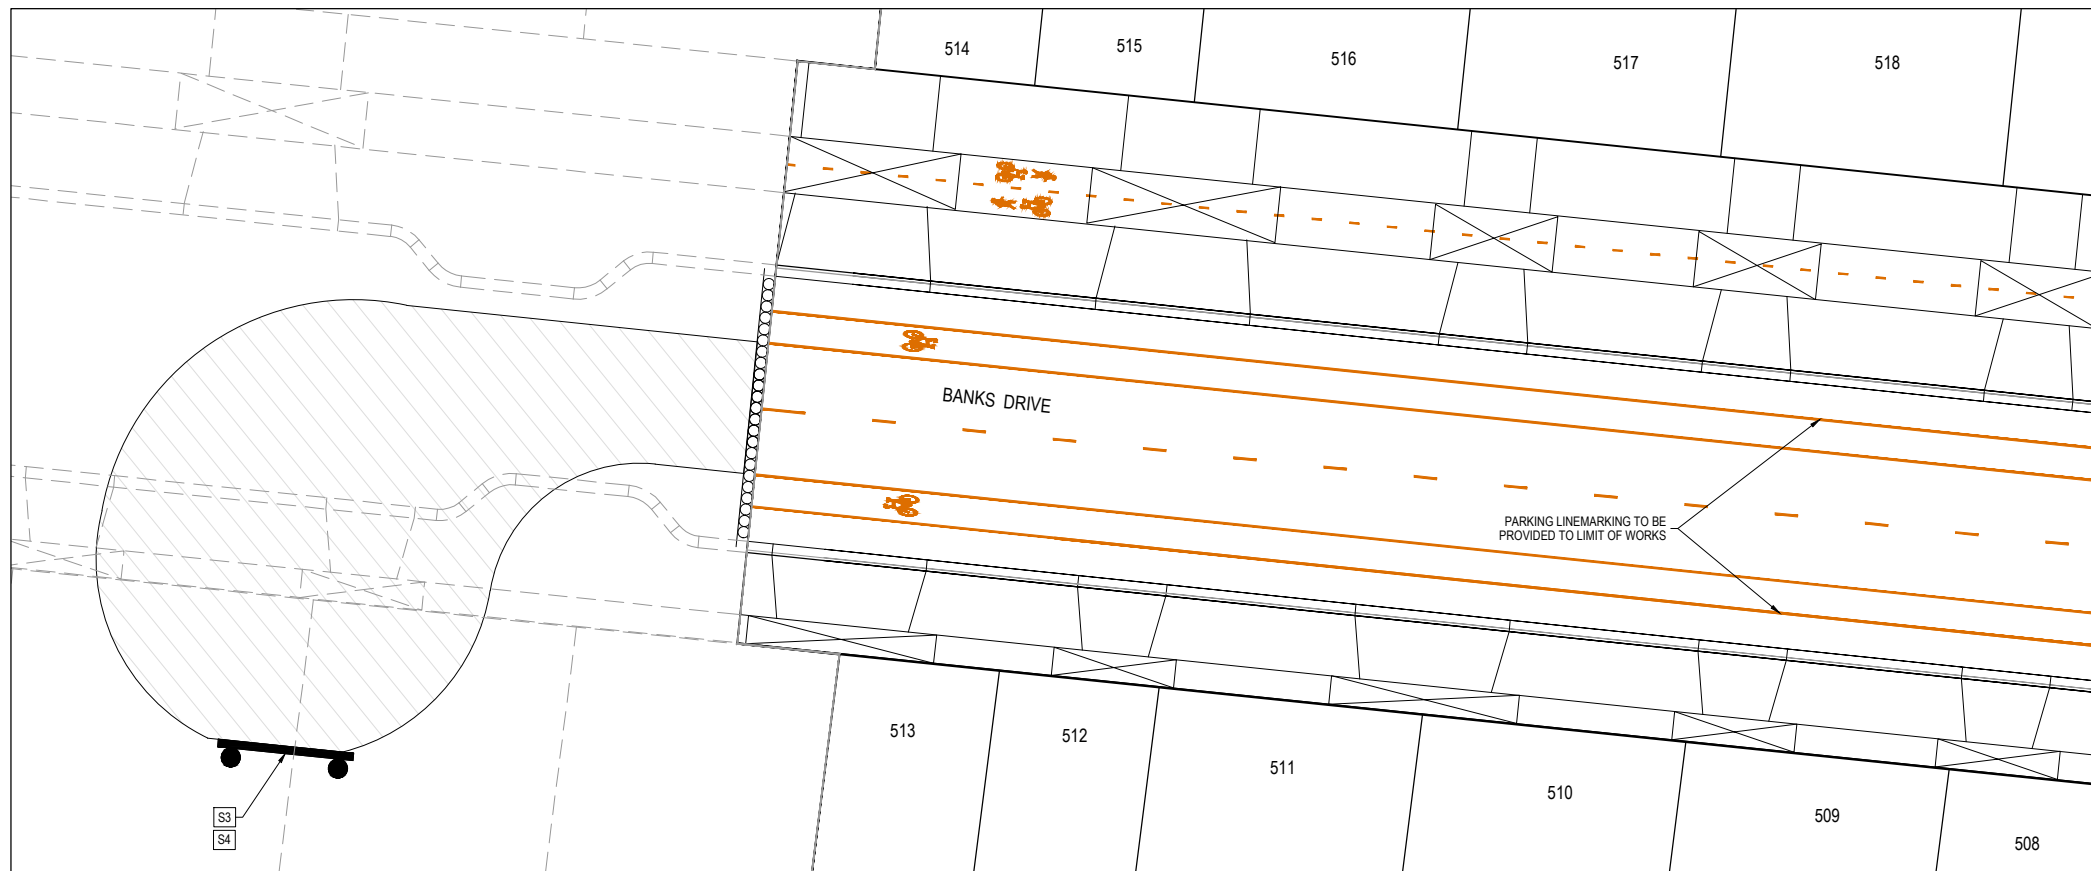 514
515
516
517
518
BANKS DRIVE
PARKING LINEMARKING TO BE
PROVIDED TO LIMIT OF WORKS
513
512
511
510
509
508
S3
S4